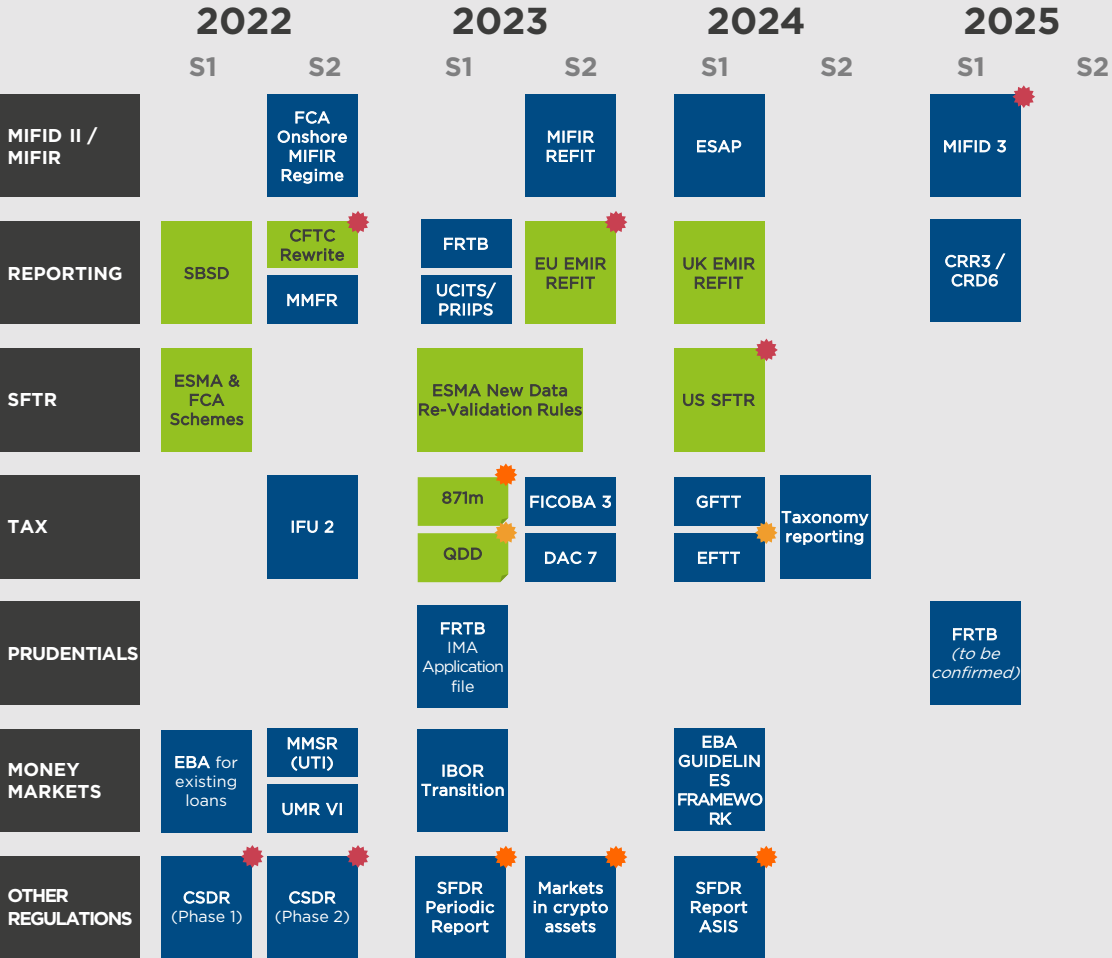 2022
2023
2024
2025
S1
S2
S1
S2
S1
S2
S1
S2
MIFID II /
MIFIR
FCA
Onshore
MIFIR
Regime
MIFIR
REFIT
ESAP
MIFID 3
REPORTING
SBSD
CFTC
Rewrite
MMFR
FRTB
UCITS/
PRIIPS
EU EMIR
REFIT
UK EMIR
REFIT
CRR3 /
CRD6
SFTR
ESMA &
FCA
Schemes
ESMA New Data
Re-Validation Rules
US SFTR
TAX
IFU 2
871m
QDD
FICOBA 3
DAC 7
GFTT
EFTT
Taxonomy
reporting
PRUDENTIALS
FRTB
IMA
Application
file
FRTB
(to be
confirmed)
MONEY
MARKETS
EBA for
existing
loans
MMSR
(UTI)
UMR VI
IBOR
Transition
EBA
GUIDELIN
ES
FRAMEWO
RK
OTHER
REGULATIONS
CSDR
(Phase 1)
CSDR
(Phase 2)
SFDR
Periodic
Report
Markets
in crypto
assets
SFDR
Report
ASIS